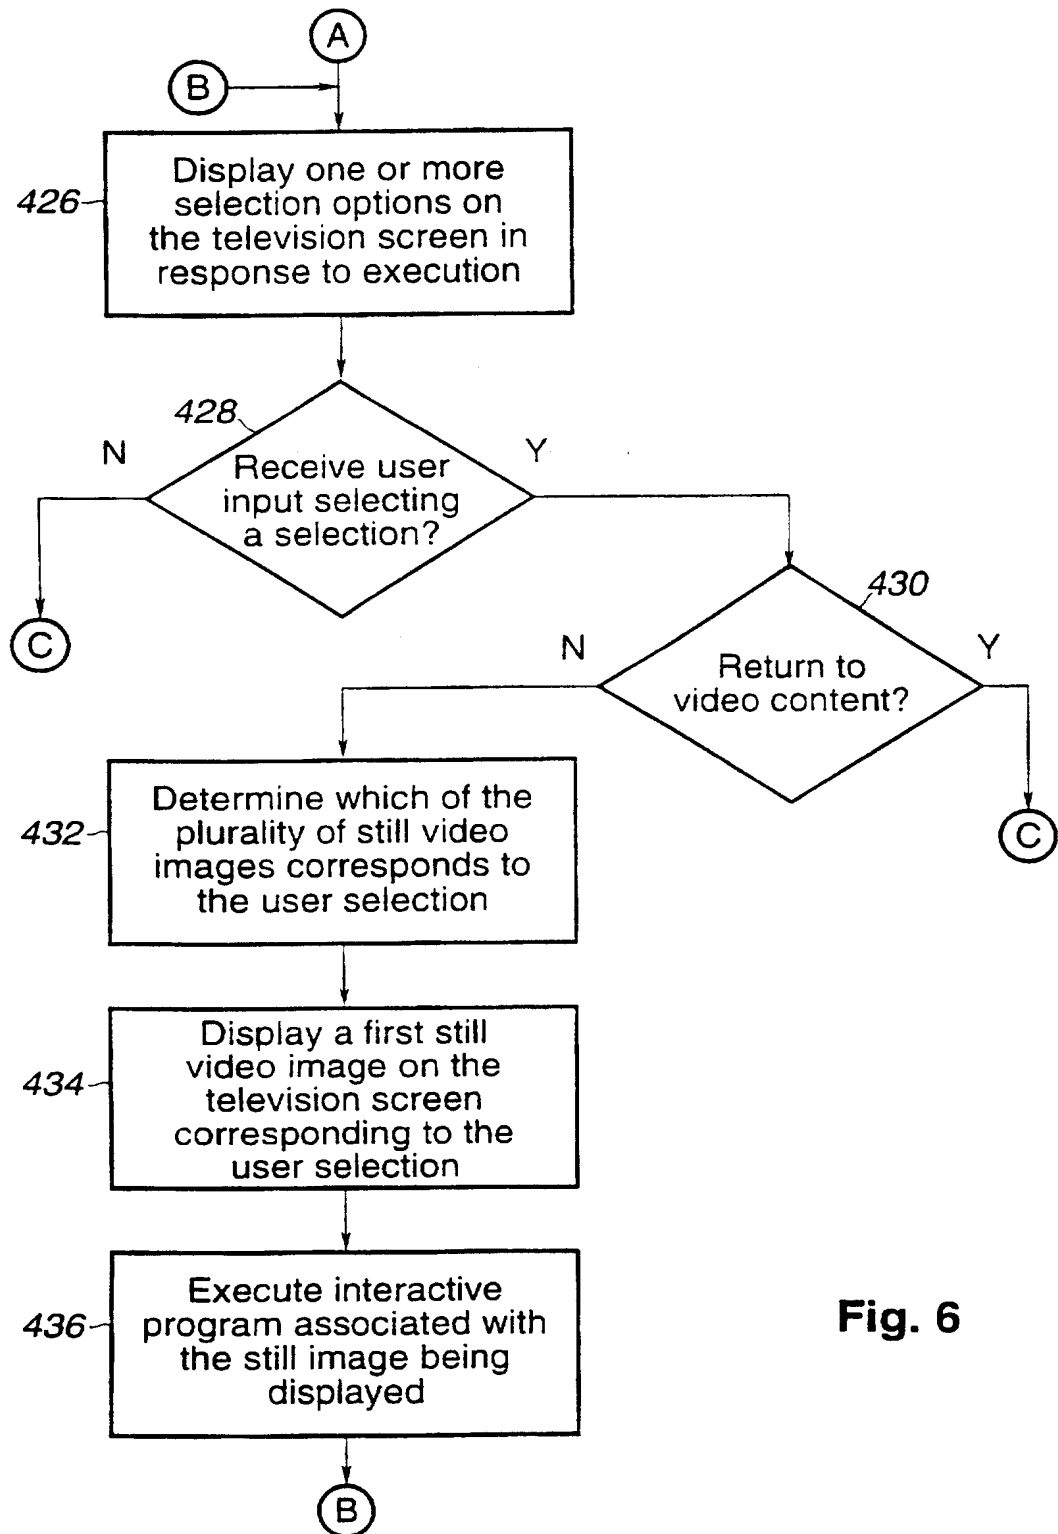 A
B
Display one or more
selection options on
the television screen in
response to execution
426
428
N
Y
Receive user
input selecting
a selection?
C
430
N
Y
Return to
video content?
C
432
Determine which of the
plurality of still video
images corresponds to
the user selection
434
Display a first still
video image on the
television screen
corresponding to the
user selection
436
Execute interactive
program associated with
the still image being
displayed
B
Fig. 6